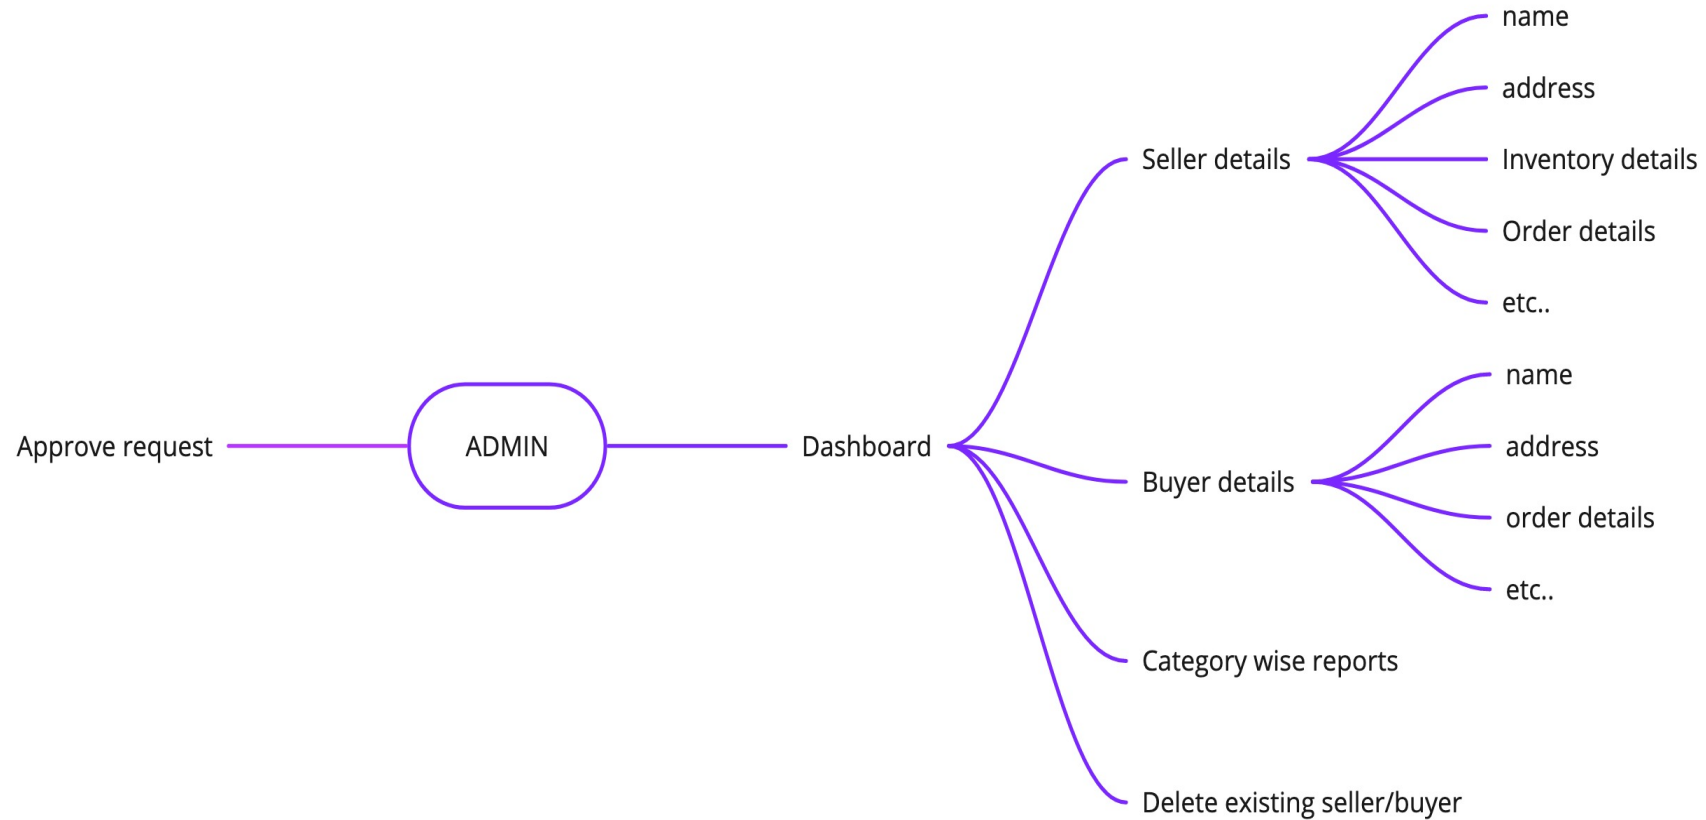 name
address
Seller details
Inventory details
Order details
etc..
Approve request
ADMIN
Dashboard
name
address
Buyer details
order details
etc..
Category wise reports
Delete existing seller/buyer